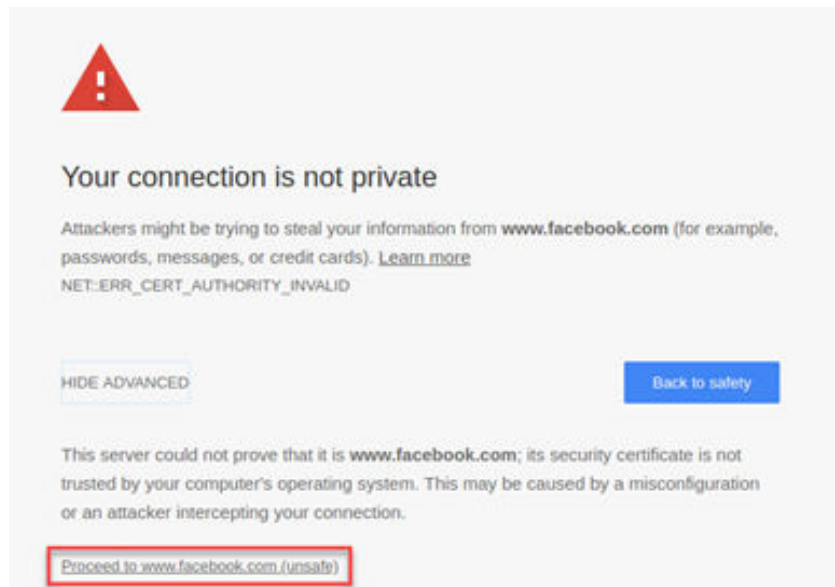 Your connection is not private
Attackers might be trying to steal your information from www.facebook.com (for example,
passwords, messages, or credit cards). Learn more
NET::ERR_CERT_AUTHORITY_INVALID
HIDE ADVANCED
Back to safety
This server could not prove that it is www.facebook.com; its security certificate is not
trusted by your computer's operating system. This may be caused by a misconfiguration
or an attacker intercepting your connection.
Proceed to www.facebook.com (unsafe)